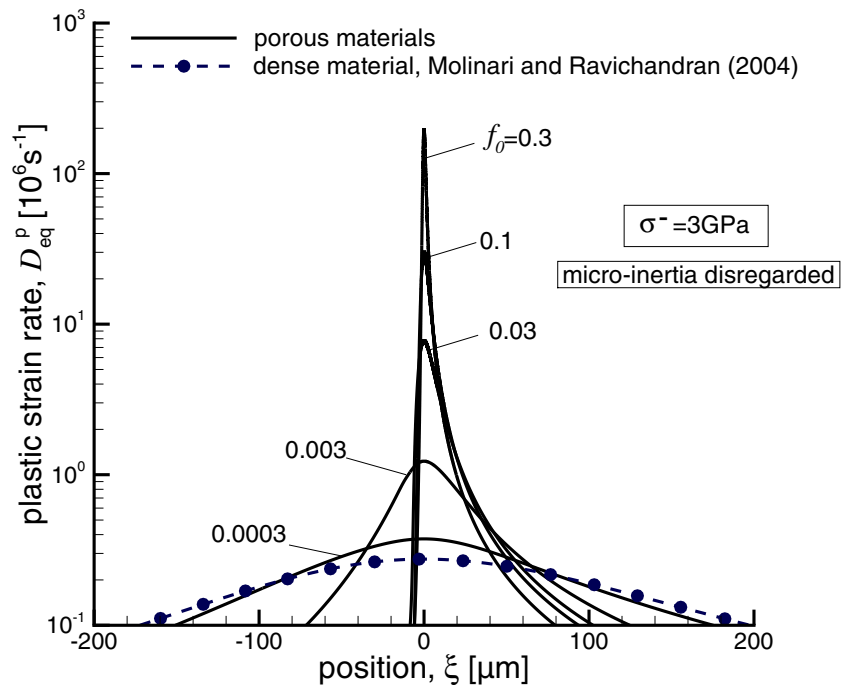 10³
porous materials
dense material, Molinari and Ravichandran (2004)
f₀=0.3
10²
σ⁻=3GPa
0.1
micro-inertia disregarded
10¹
0.03
0.003
10⁰
0.0003
10⁻¹
-200 -100 0 100 200
position, ξ [μm]
plastic strain rate, D_eq^p [10⁶s⁻¹]